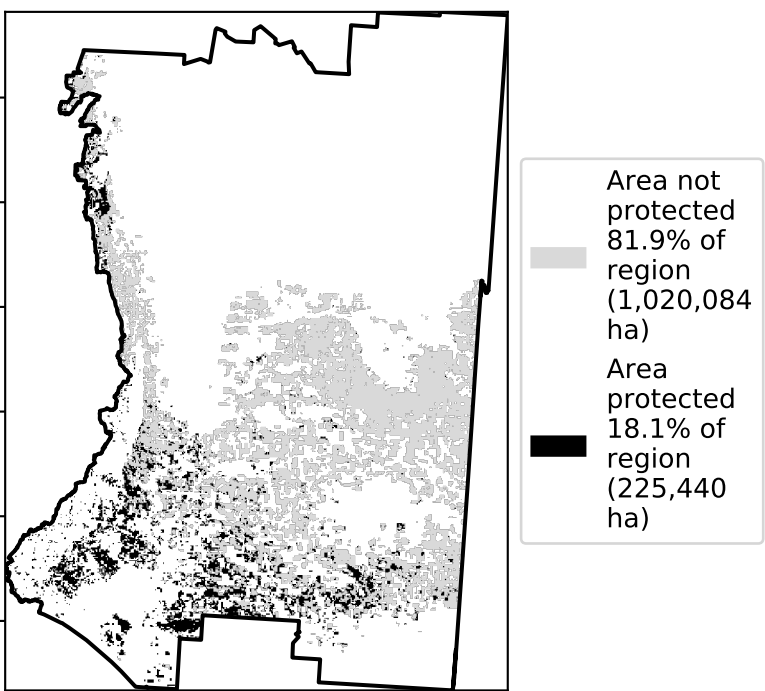 Area not
protected
81.9% of
region
(1,020,084
ha)
Area
protected
18.1% of
region
(225,440
ha)